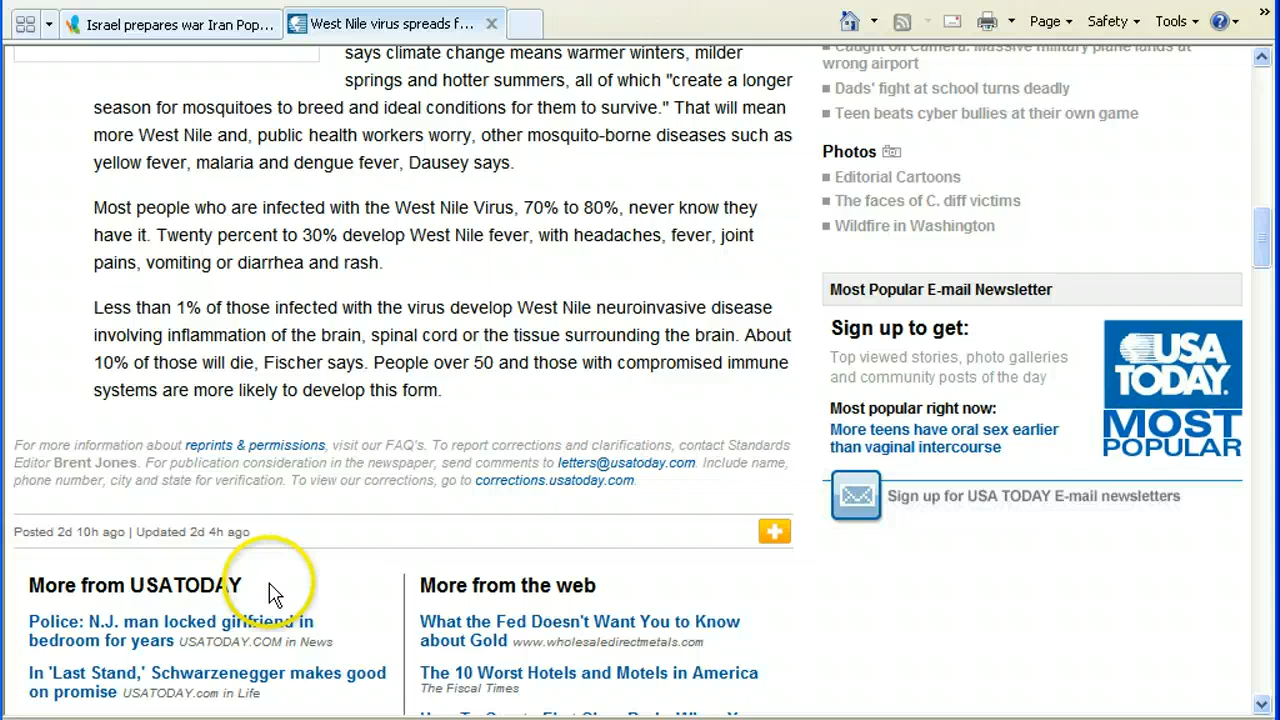 Israel prepares war Iran Pop...
West Nile virus spreads f...
Page
Safety
Tools
says climate change means warmer winters, milder
springs and hotter summers, all of which "create a longer
season for mosquitoes to breed and ideal conditions for them to survive." That will mean
more West Nile and, public health workers worry, other mosquito-borne diseases such as
yellow fever, malaria and dengue fever, Dausey says.
Most people who are infected with the West Nile Virus, 70% to 80%, never know they
have it. Twenty percent to 30% develop West Nile fever, with headaches, fever, joint
pains, vomiting or diarrhea and rash.
Less than 1% of those infected with the virus develop West Nile neuroinvasive disease
involving inflammation of the brain, spinal cord or the tissue surrounding the brain. About
10% of those will die, Fischer says. People over 50 and those with compromised immune
systems are more likely to develop this form.
For more information about reprints & permissions, visit our FAQ's. To report corrections and clarifications, contact Standards
Editor Brent Jones. For publication consideration in the newspaper, send comments to letters@usatoday.com. Include name,
phone number, city and state for verification. To view our corrections, go to corrections.usatoday.com.
Posted 2d 10h ago | Updated 2d 4h ago
More from USATODAY
Police: N.J. man locked girlfriend in
bedroom for years USATODAY.COM in News
In 'Last Stand,' Schwarzenegger makes good
on promise USATODAY.com in Life
More from the web
What the Fed Doesn't Want You to Know
about Gold www.wholesaledirectmetals.com
The 10 Worst Hotels and Motels in America
The Fiscal Times
Caught on Camera: Massive military plane lands at
wrong airport
Dads' fight at school turns deadly
Teen beats cyber bullies at their own game
Photos
Editorial Cartoons
The faces of C. diff victims
Wildfire in Washington
Most Popular E-mail Newsletter
Sign up to get:
Top viewed stories, photo galleries
and community posts of the day
Most popular right now:
More teens have oral sex earlier
than vaginal intercourse
USA
TODAY.
MOST
POPULAR
Sign up for USA TODAY E-mail newsletters